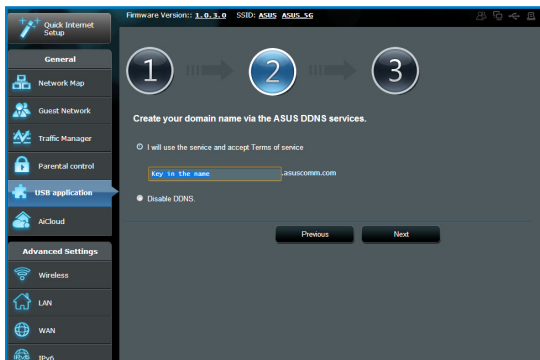 Quick Internet
Setup
Firmware Version:: 1.0.3.0 SSID: ASUS ASUS_5G
General
Network Map
Guest Network
Traffic Manager
Parental control
USB application
AiCloud
Advanced Settings
Wireless
LAN
WAN
IPv6
1 2 3
Create your domain name via the ASUS DDNS services.
I will use the service and accept Terms of service
Key in the name .asuscomm.com
Disable DDNS.
Previous Next